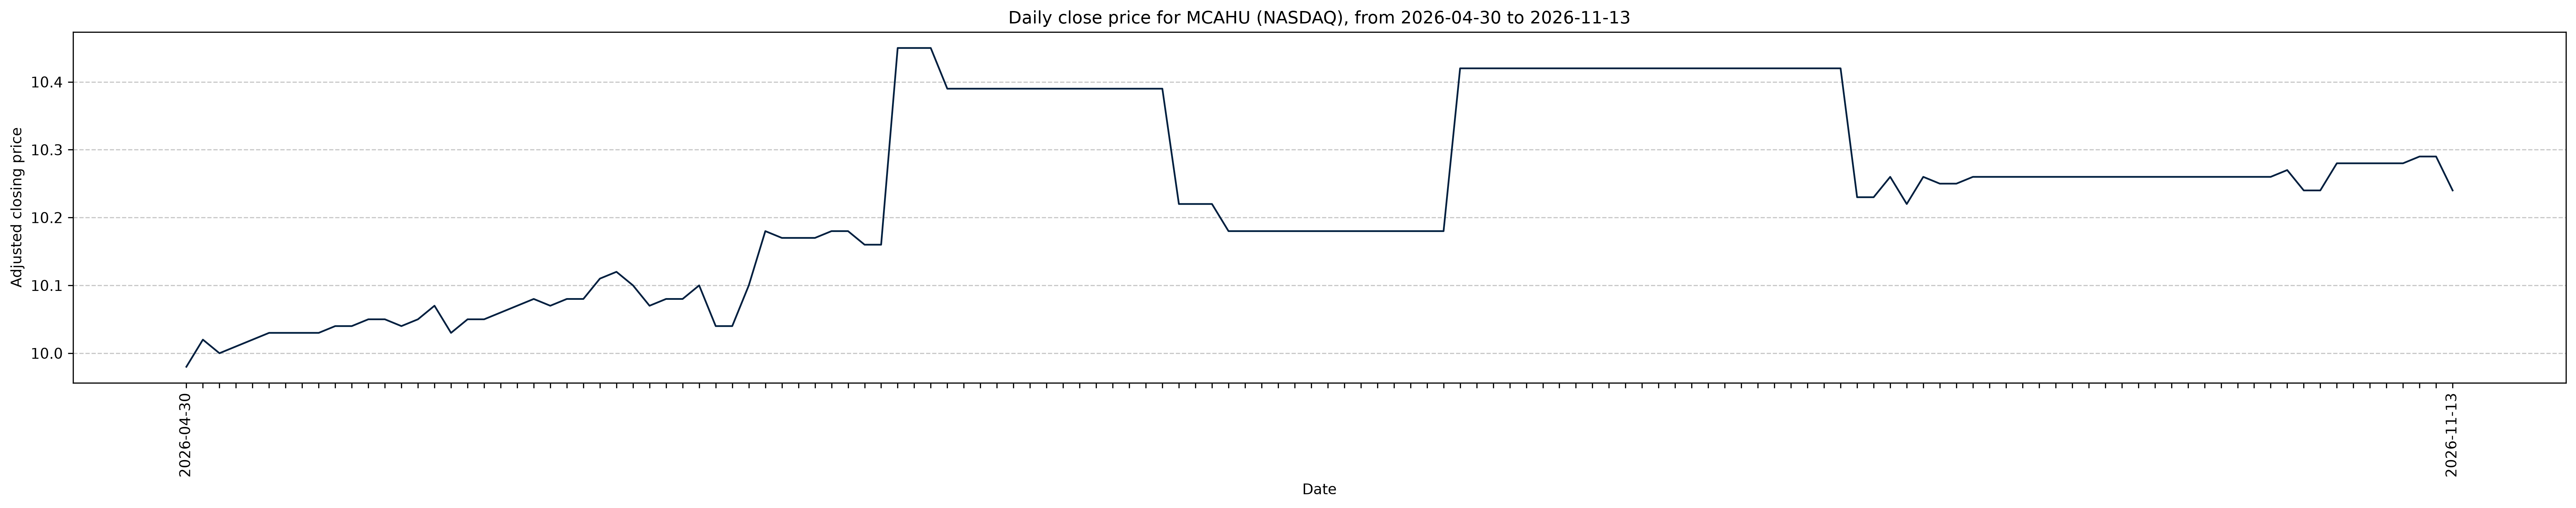 Daily close price for MCAHU (NASDAQ), from 2026-04-30 to 2026-11-13
Adjusted closing price
10.4
10.3
10.2
10.1
10.0
2026-04-30
2026-11-13
Date